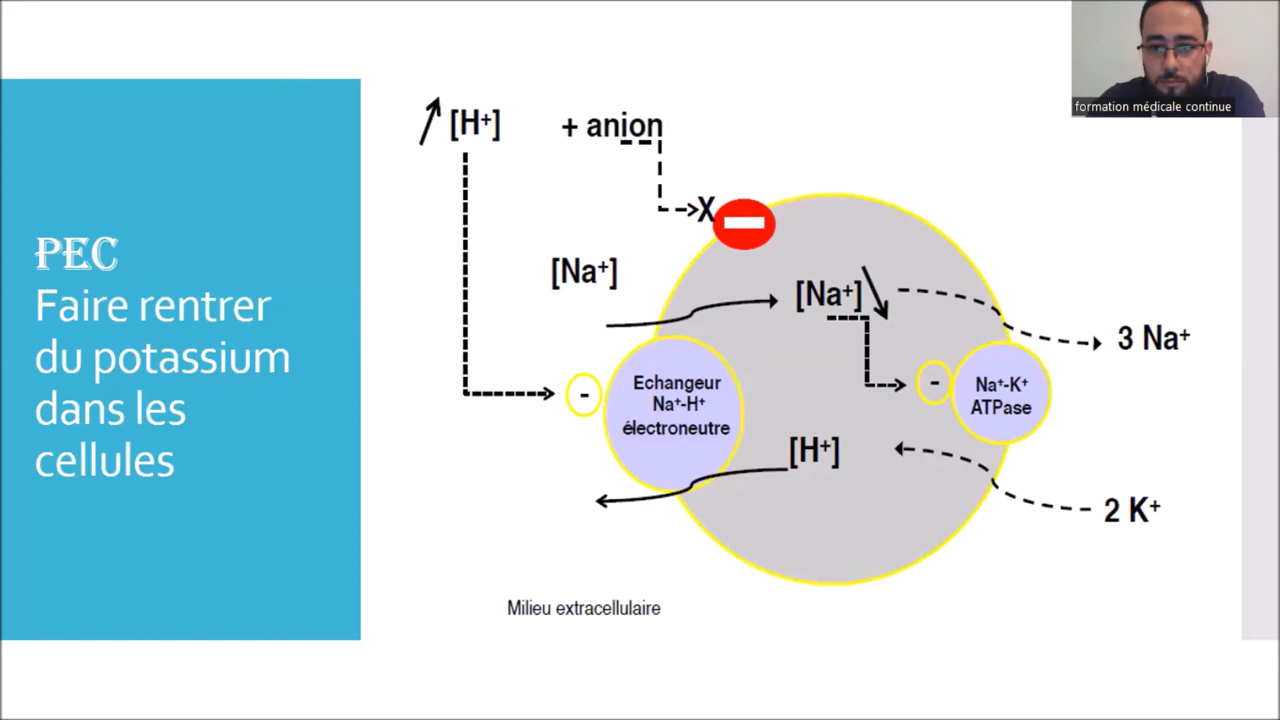 formation médicale continue
PEC
Faire rentrer
du potassium
dans les
cellules
[H⁺] + anion
X
[Na⁺]
[Na⁺]
3 Na⁺
-
Echangeur
Na⁺-H⁺
électroneutre
-
Na⁺-K⁺
ATPase
[H⁺]
2 K⁺
Milieu extracellulaire